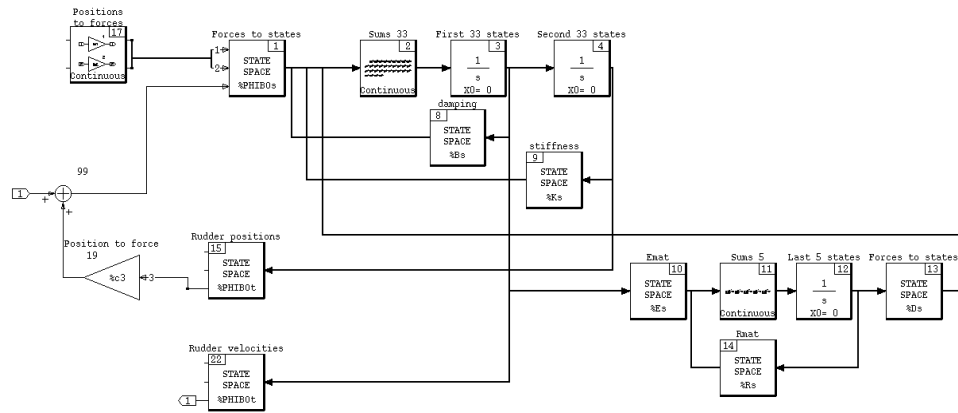 Positions
to forces
17
Continuous
Forces to states
1
1
2
STATE
SPACE
%PHIB0s
Sums 33
2
Continuous
First 33 states
3
1
s
X0= 0
Second 33 states
4
1
s
X0= 0
damping
8
STATE
SPACE
%Bs
stiffness
9
STATE
SPACE
%Ks
99
1
+
+
Position to force
19
%c3
3
Rudder positions
15
STATE
SPACE
%PHIB0t
Emat
10
STATE
SPACE
%Es
Sums 5
11
Continuous
Last 5 states
12
1
s
X0= 0
Forces to states
13
STATE
SPACE
%Ds
Rmat
14
STATE
SPACE
%Rs
Rudder velocities
22
STATE
SPACE
%PHIB0t
1